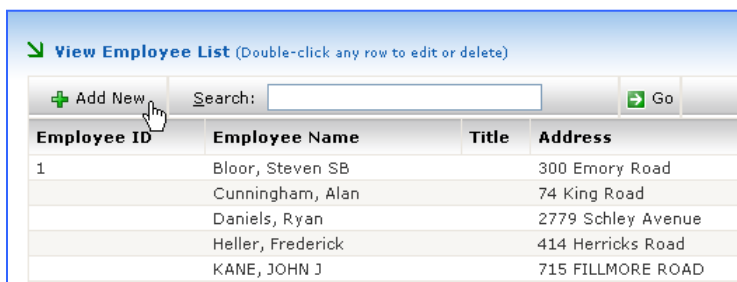 View Employee List (Double-click any row to edit or delete)
Add New Search: Go
Employee ID Employee Name Title Address
1 Bloor, Steven SB 300 Emory Road
Cunningham, Alan 74 King Road
Daniels, Ryan 2779 Schley Avenue
Heller, Frederick 414 Herricks Road
KANE, JOHN J 715 FILLMORE ROAD